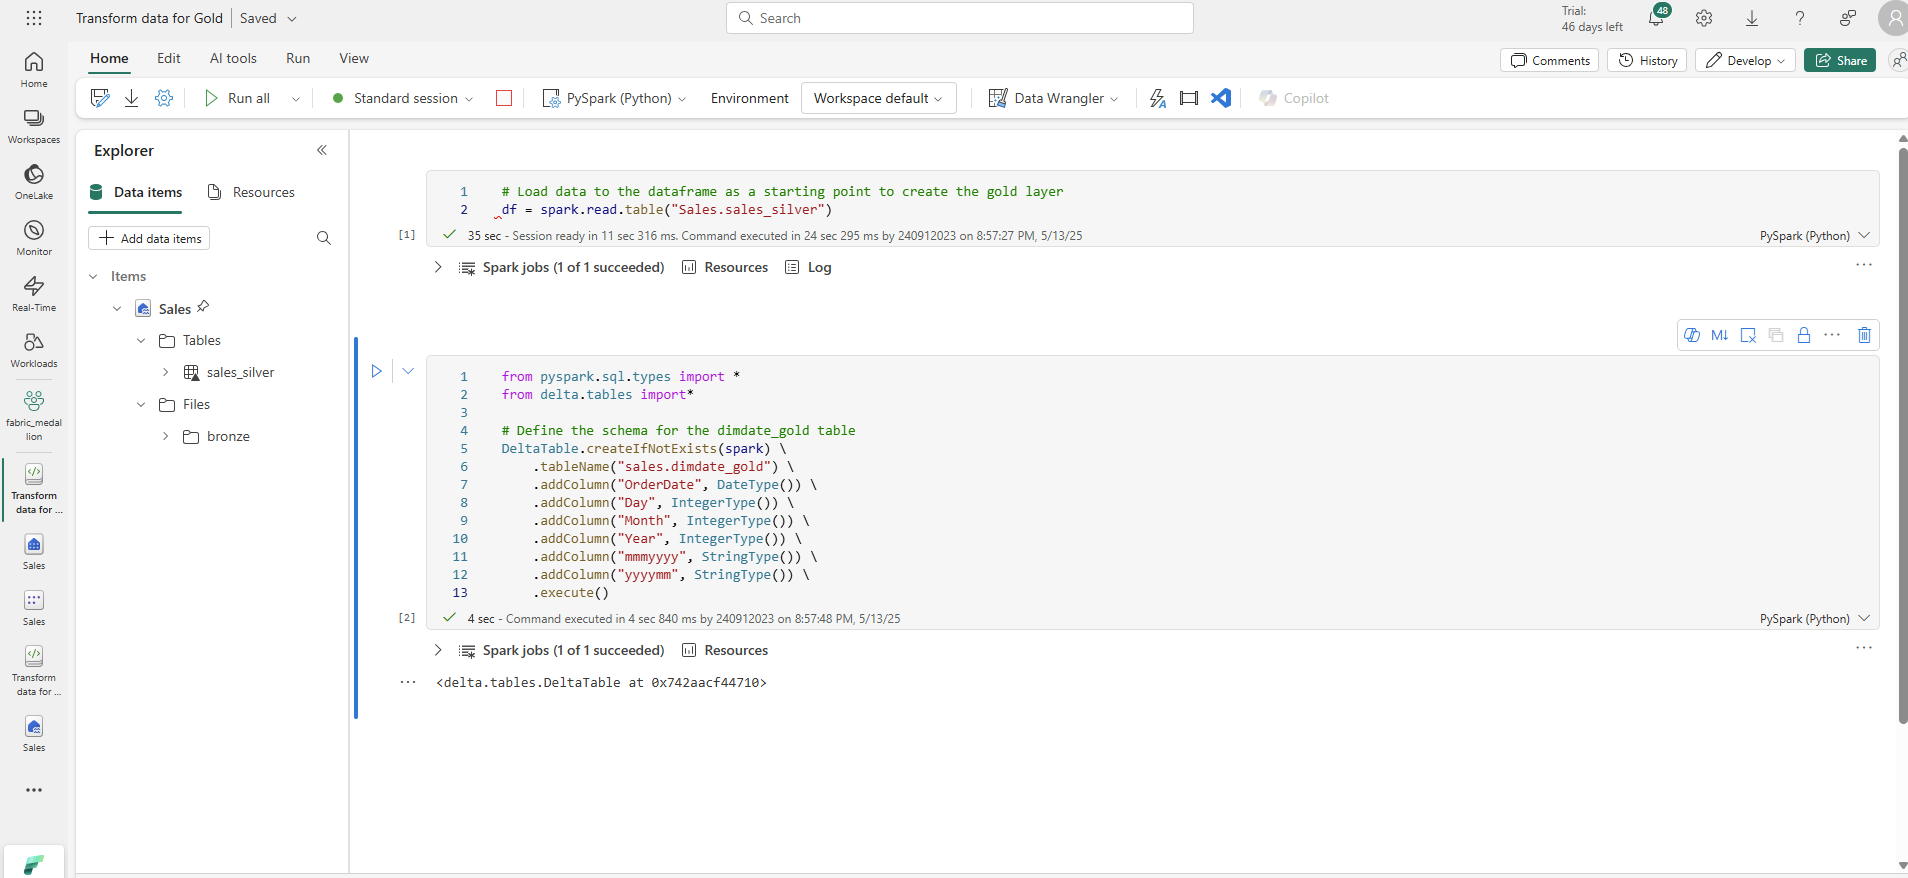 Transform data for Gold
Saved
Search
Trial:
46 days left
48
Home
Edit
AI tools
Run
View
Comments
History
Develop
Share
Run all
Standard session
PySpark (Python)
Environment
Workspace default
Data Wrangler
Copilot
Home
Workspaces
OneLake
Monitor
Real-Time
Workloads
fabric_medal
lion
Transform
data for ...
Sales
Sales
Transform
data for ...
Sales
Explorer
Data items
Resources
Add data items
Items
Sales
Tables
sales_silver
Files
bronze
1 # Load data to the dataframe as a starting point to create the gold layer
2 df = spark.read.table("Sales.sales_silver")
[1]
35 sec - Session ready in 11 sec 316 ms. Command executed in 24 sec 295 ms by 240912023 on 8:57:27 PM, 5/13/25
PySpark (Python)
Spark jobs (1 of 1 succeeded)
Resources
Log
M↓
1 from pyspark.sql.types import *
2 from delta.tables import*
3
4 # Define the schema for the dimdate_gold table
5 DeltaTable.createIfNotExists(spark) \
6 .tableName("sales.dimdate_gold") \
7 .addColumn("OrderDate", DateType()) \
8 .addColumn("Day", IntegerType()) \
9 .addColumn("Month", IntegerType()) \
10 .addColumn("Year", IntegerType()) \
11 .addColumn("mmmyyyy", StringType()) \
12 .addColumn("yyyymm", StringType()) \
13 .execute()
[2]
4 sec - Command executed in 4 sec 840 ms by 240912023 on 8:57:48 PM, 5/13/25
PySpark (Python)
Spark jobs (1 of 1 succeeded)
Resources
<delta.tables.DeltaTable at 0x742aacf44710>